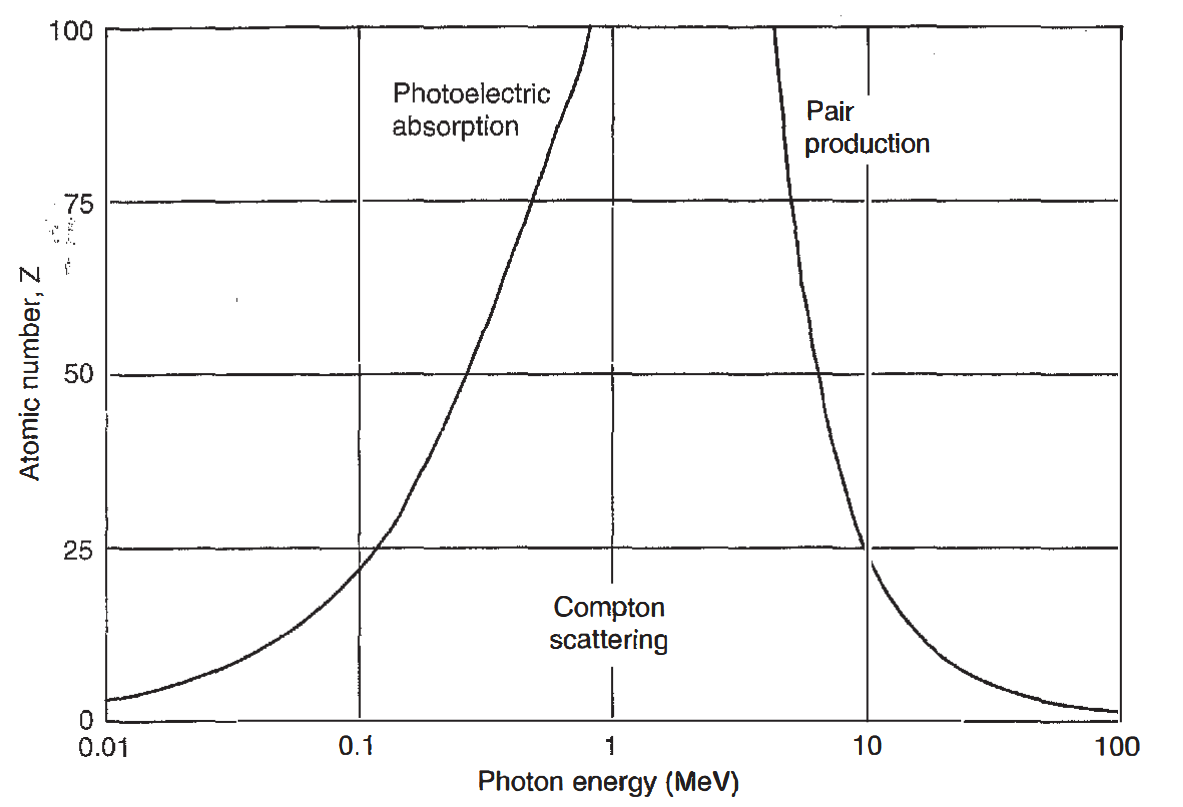 100
Photoelectric
absorption
Pair
production
75
Atomic number, Z
50
25
Compton
scattering
0
0.01
0.1
1
10
100
Photon energy (MeV)